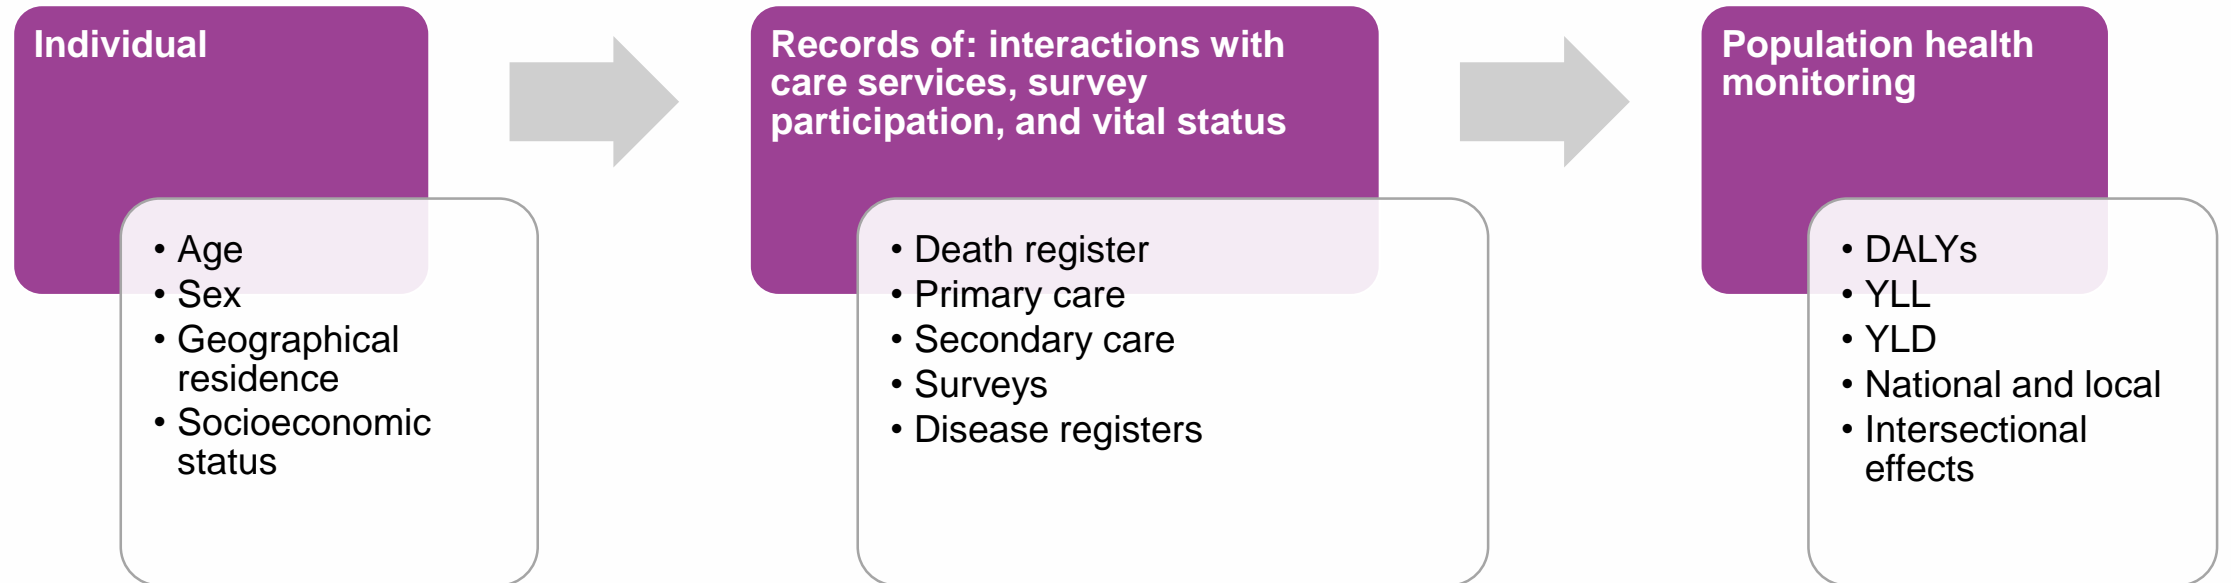 Individual
• Age
• Sex
• Geographical
residence
• Socioeconomic
status
Records of: interactions with
care services, survey
participation, and vital status
• Death register
• Primary care
• Secondary care
• Surveys
• Disease registers
Population health
monitoring
• DALYs
• YLL
• YLD
• National and local
• Intersectional
effects